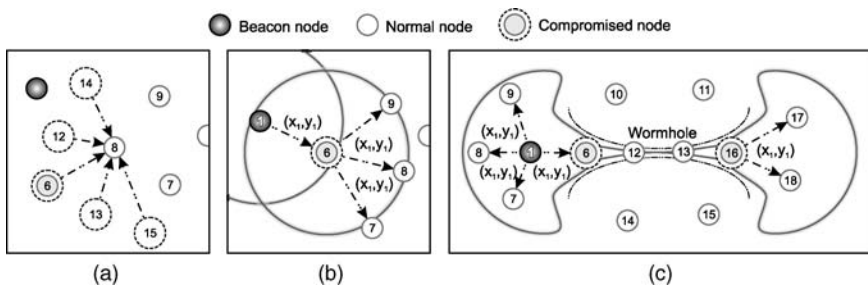 Beacon node Normal node Compromised node
14
9
12
8
6
7
13
15
(a)
1
(x₁,y₁)
9
(x₁,y₁)
6
8
(x₁,y₁)
(x₁,y₁)
7
(b)
10
11
9
(x₁,y₁)
Wormhole
17
8
1
6
12
13
16
(x₁,y₁)
(x₁,y₁) (x₁,y₁)
18
7
14
15
(c)